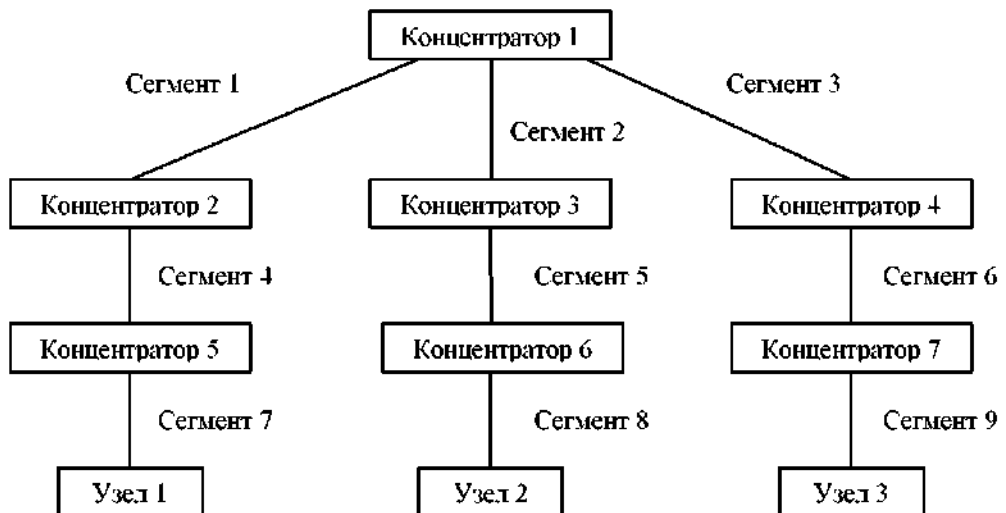 Концентратор 1
Сегмент 1
Сегмент 3
Сегмент 2
Концентратор 2
Концентратор 3
Концентратор 4
Сегмент 4
Сегмент 5
Сегмент 6
Концентратор 5
Концентратор 6
Концентратор 7
Сегмент 7
Сегмент 8
Сегмент 9
Узел 1
Узел 2
Узел 3